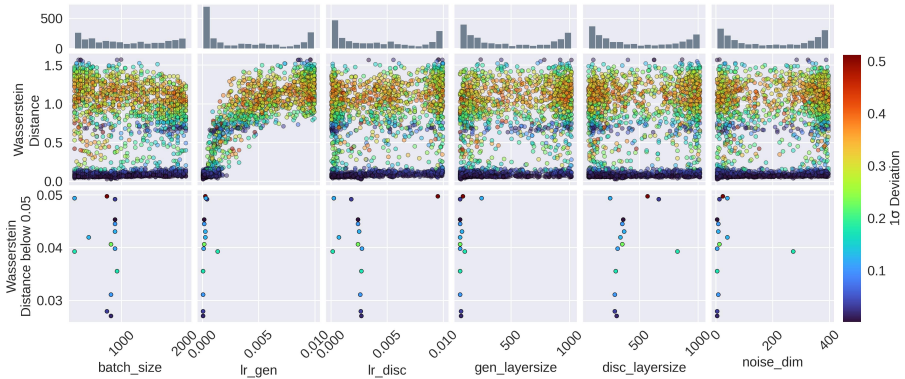 500
0
1.5
1.0
0.5
0.0
Wasserstein
Distance
0.05
0.04
0.03
Wasserstein
Distance below 0.05
1000
2000
batch_size
0.000
0.005
0.010
lr_gen
0.000
0.005
0.010
lr_disc
500
1000
gen_layersize
500
1000
disc_layersize
0
200
400
noise_dim
0.5
0.4
0.3
0.2
0.1
1σ Deviation